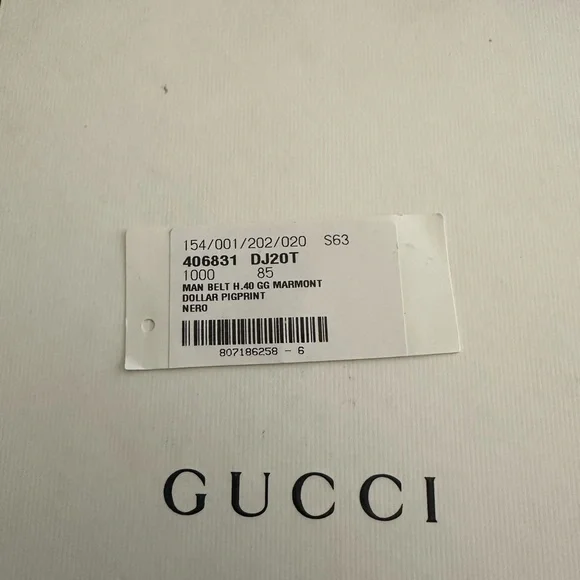 154/001/202/020 S63
406831 DJ20T
1000 85
MAN BELT H.40 GG MARMONT
DOLLAR PIGPRINT
NERO
807186258 - 6
GUCCI